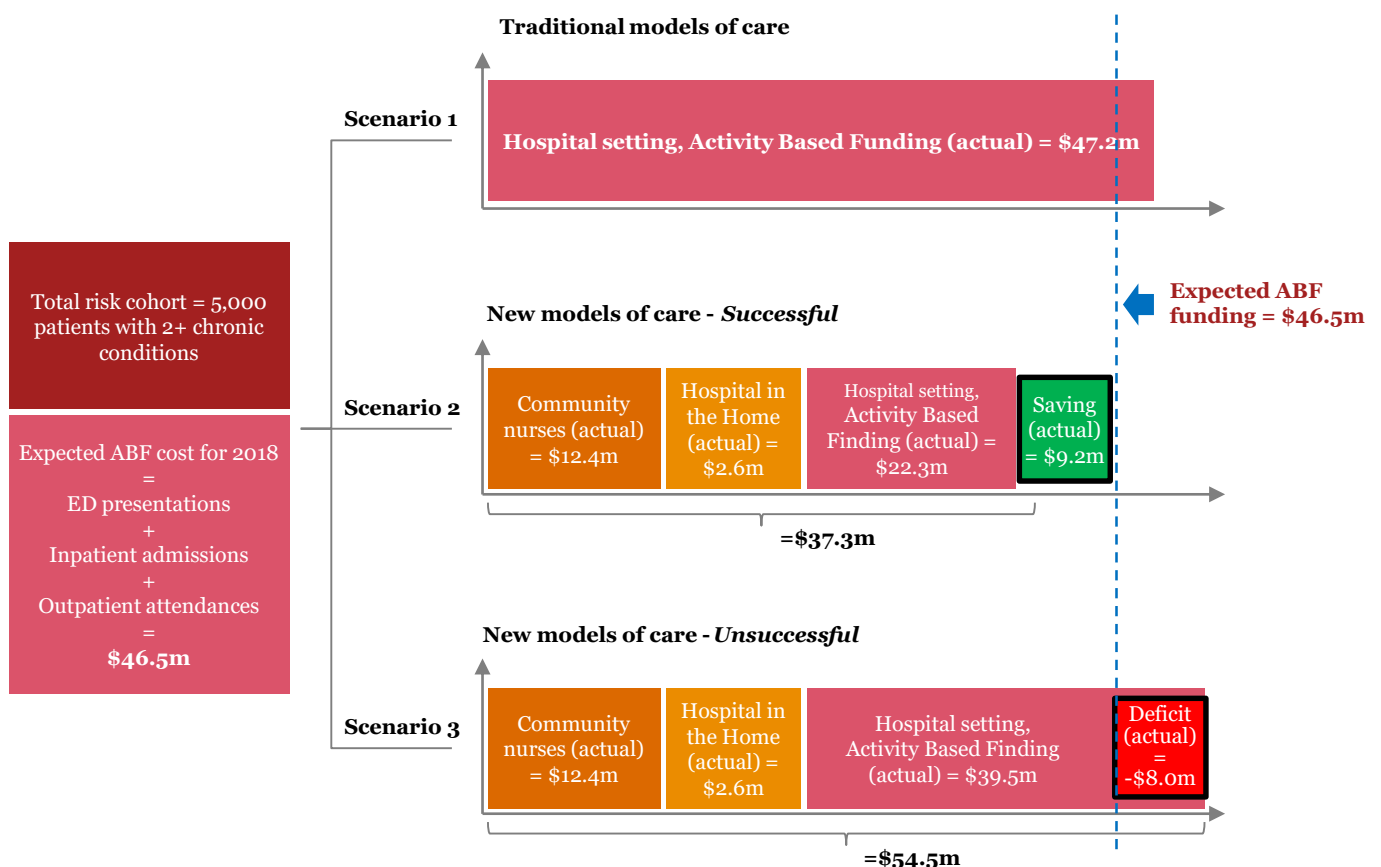 Traditional models of care
Scenario 1
Hospital setting, Activity Based Funding (actual) = $47.2m
Total risk cohort = 5,000
patients with 2+ chronic
conditions
Expected ABF cost for 2018
=
ED presentations
+
Inpatient admissions
+
Outpatient attendances
=
$46.5m
Expected ABF
funding = $46.5m
New models of care - Successful
Scenario 2
Community
nurses (actual)
= $12.4m
Hospital in
the Home
(actual) =
$2.6m
Hospital setting,
Activity Based
Finding (actual) =
$22.3m
Saving
(actual)
= $9.2m
=$37.3m
New models of care - Unsuccessful
Scenario 3
Community
nurses (actual)
= $12.4m
Hospital in
the Home
(actual) =
$2.6m
Hospital setting,
Activity Based Finding
(actual) = $39.5m
Deficit
(actual)
=
-$8.0m
=$54.5m